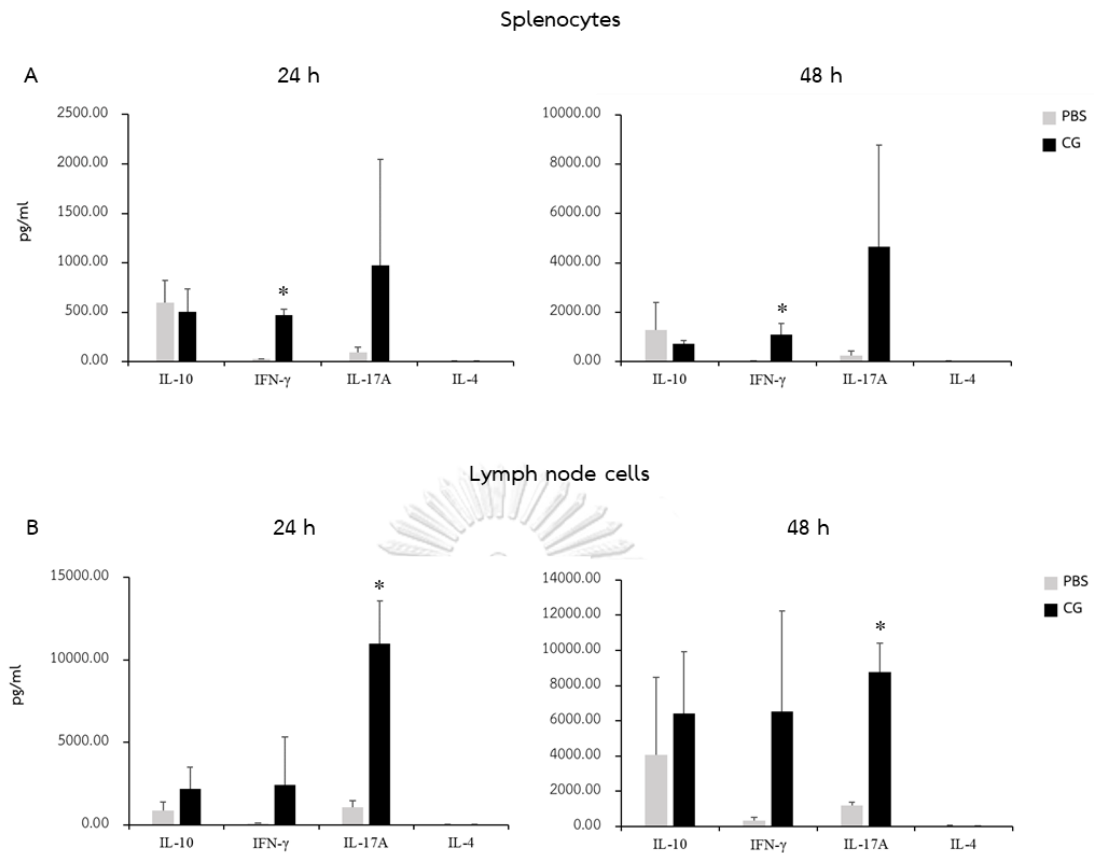 Splenocytes
A
24 h
48 h
2500.00
2000.00
1500.00
1000.00
500.00
0.00
pg/ml
IL-10 IFN-γ IL-17A IL-4
*
10000.00
8000.00
6000.00
4000.00
2000.00
0.00
IL-10 IFN-γ IL-17A IL-4
*
PBS
CG
Lymph node cells
B
24 h
48 h
15000.00
10000.00
5000.00
0.00
pg/ml
IL-10 IFN-γ IL-17A IL-4
*
14000.00
12000.00
10000.00
8000.00
6000.00
4000.00
2000.00
0.00
IL-10 IFN-γ IL-17A IL-4
*
PBS
CG